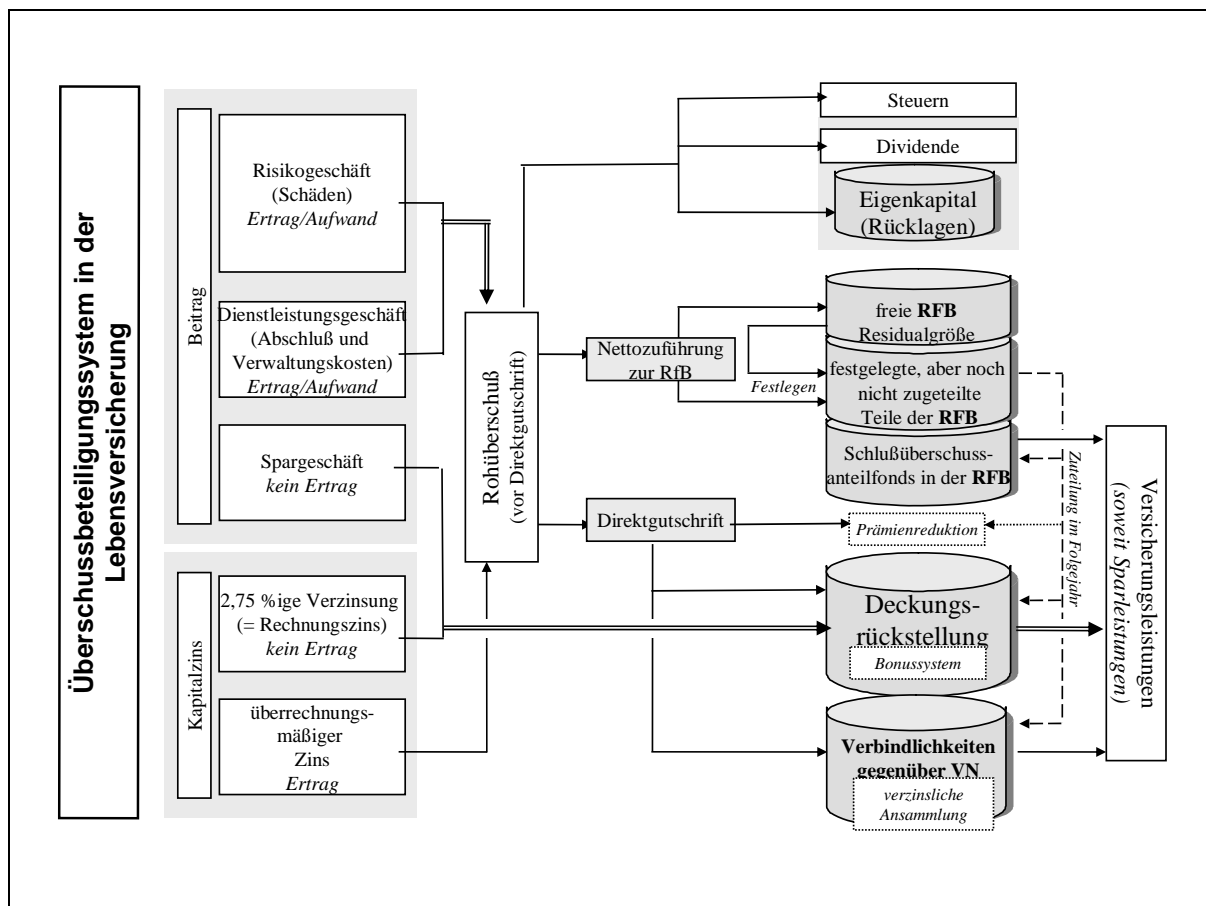 Überschussbeteiligungssystem in der
Lebensversicherung
Beitrag
Risikogeschäft
(Schäden)
Ertrag/Aufwand
Dienstleistungsgeschäft
(Abschluß und
Verwaltungskosten)
Ertrag/Aufwand
Spargeschäft
kein Ertrag
Kapitalzins
2,75 %ige Verzinsung
(= Rechnungszins)
kein Ertrag
überrechnungs-
mäßiger
Zins
Ertrag
Rohüberschuß
(vor Direktgutschrift)
Nettozuführung
zur RfB
Direktgutschrift
Steuern
Dividende
Eigenkapital
(Rücklagen)
freie RFB
Residualgröße
Festlegen
festgelegte, aber noch
nicht zugeteilte
Teile der RFB
Schlußüberschuss-
anteilfonds in der RFB
Prämienreduktion
Deckungs-
rückstellung
Bonussystem
Verbindlichkeiten
gegenüber VN
verzinsliche
Ansammlung
Zuteilung im Folgejahr
Versicherungsleistungen
(soweit Sparleistungen)